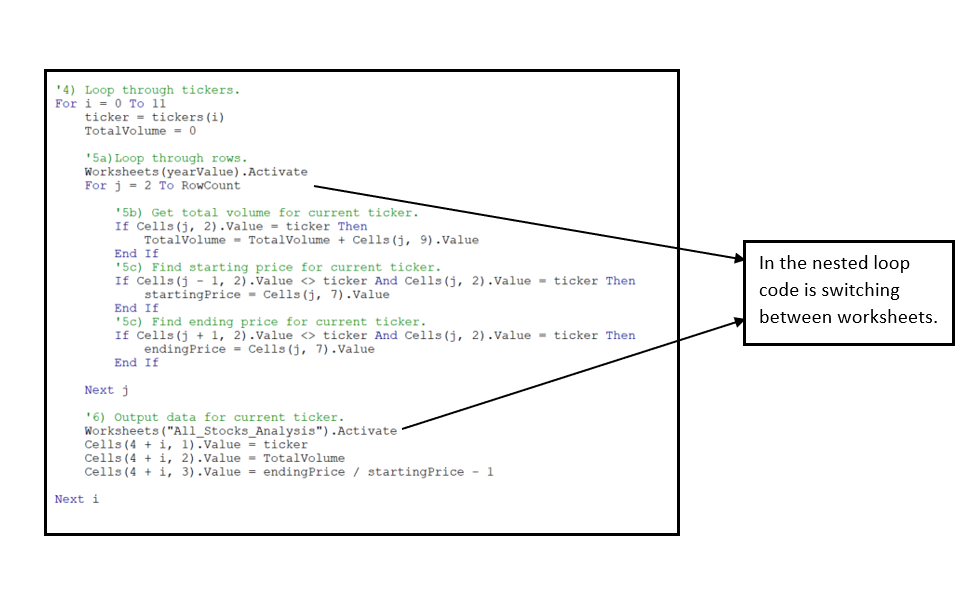 '4) Loop through tickers.
For i = 0 To 11
ticker = tickers(i)
TotalVolume = 0
'5a)Loop through rows.
Worksheets(yearValue).Activate
For j = 2 To RowCount
'5b) Get total volume for current ticker.
If Cells(j, 2).Value = ticker Then
TotalVolume = TotalVolume + Cells(j, 9).Value
End If
'5c) Find starting price for current ticker.
If Cells(j - 1, 2).Value <> ticker And Cells(j, 2).Value = ticker Then
startingPrice = Cells(j, 7).Value
End If
'5c) Find ending price for current ticker.
If Cells(j + 1, 2).Value <> ticker And Cells(j, 2).Value = ticker Then
endingPrice = Cells(j, 7).Value
End If
Next j
'6) Output data for current ticker.
Worksheets("All_Stocks_Analysis").Activate
Cells(4 + i, 1).Value = ticker
Cells(4 + i, 2).Value = TotalVolume
Cells(4 + i, 3).Value = endingPrice / startingPrice - 1
Next i
In the nested loop
code is switching
between worksheets.